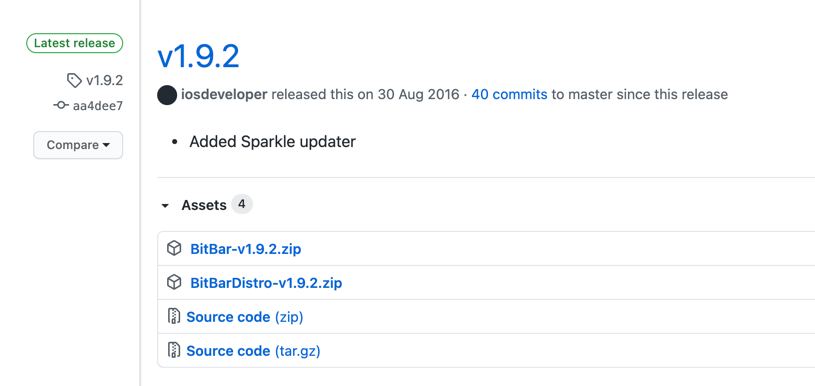 Latest release
v1.9.2
aa4dee7
Compare
v1.9.2
iosdeveloper released this on 30 Aug 2016 · 40 commits to master since this release
• Added Sparkle updater
Assets 4
BitBar-v1.9.2.zip
BitBarDistro-v1.9.2.zip
Source code (zip)
Source code (tar.gz)